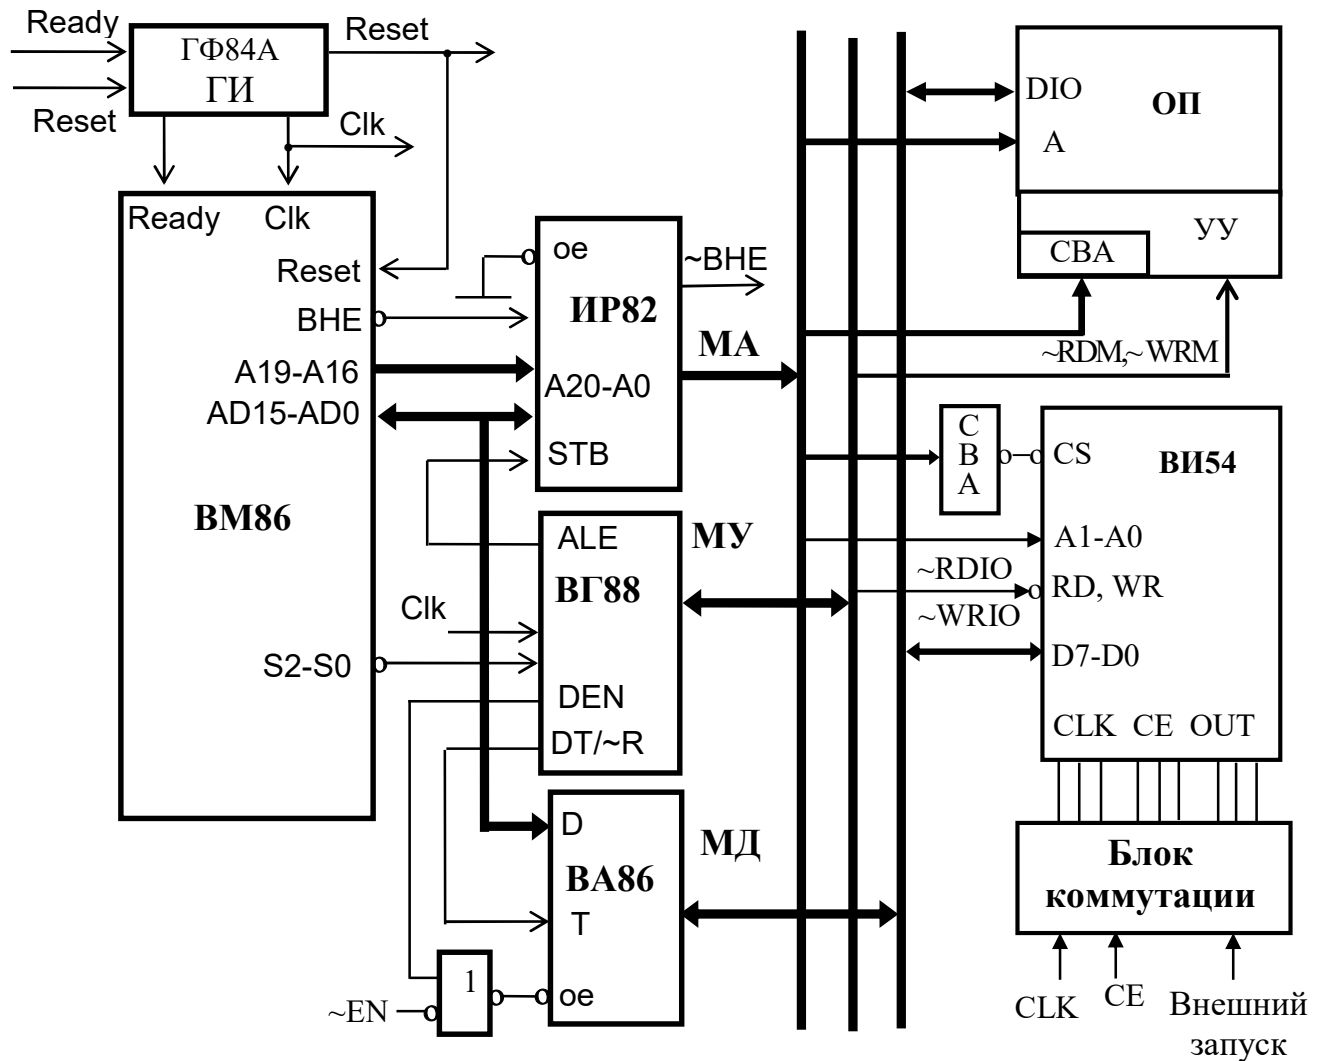 Ready
Reset
ГФ84А
ГИ
Reset
Clk
Ready
Clk
Reset
BHE
A19-A16
AD15-AD0
ВМ86
S2-S0
oe
~BHE
ИР82
МА
A20-A0
STB
ALE
МУ
ВГ88
Clk
DEN
DT/~R
D
МД
ВА86
T
1
oe
~EN
DIO
ОП
A
УУ
СВА
~RDM,~WRM
С
В
А
CS
ВИ54
A1-A0
~RDIO
RD, WR
~WRIO
D7-D0
CLK CE OUT
Блок
коммутации
CLK
CE
Внешний
запуск